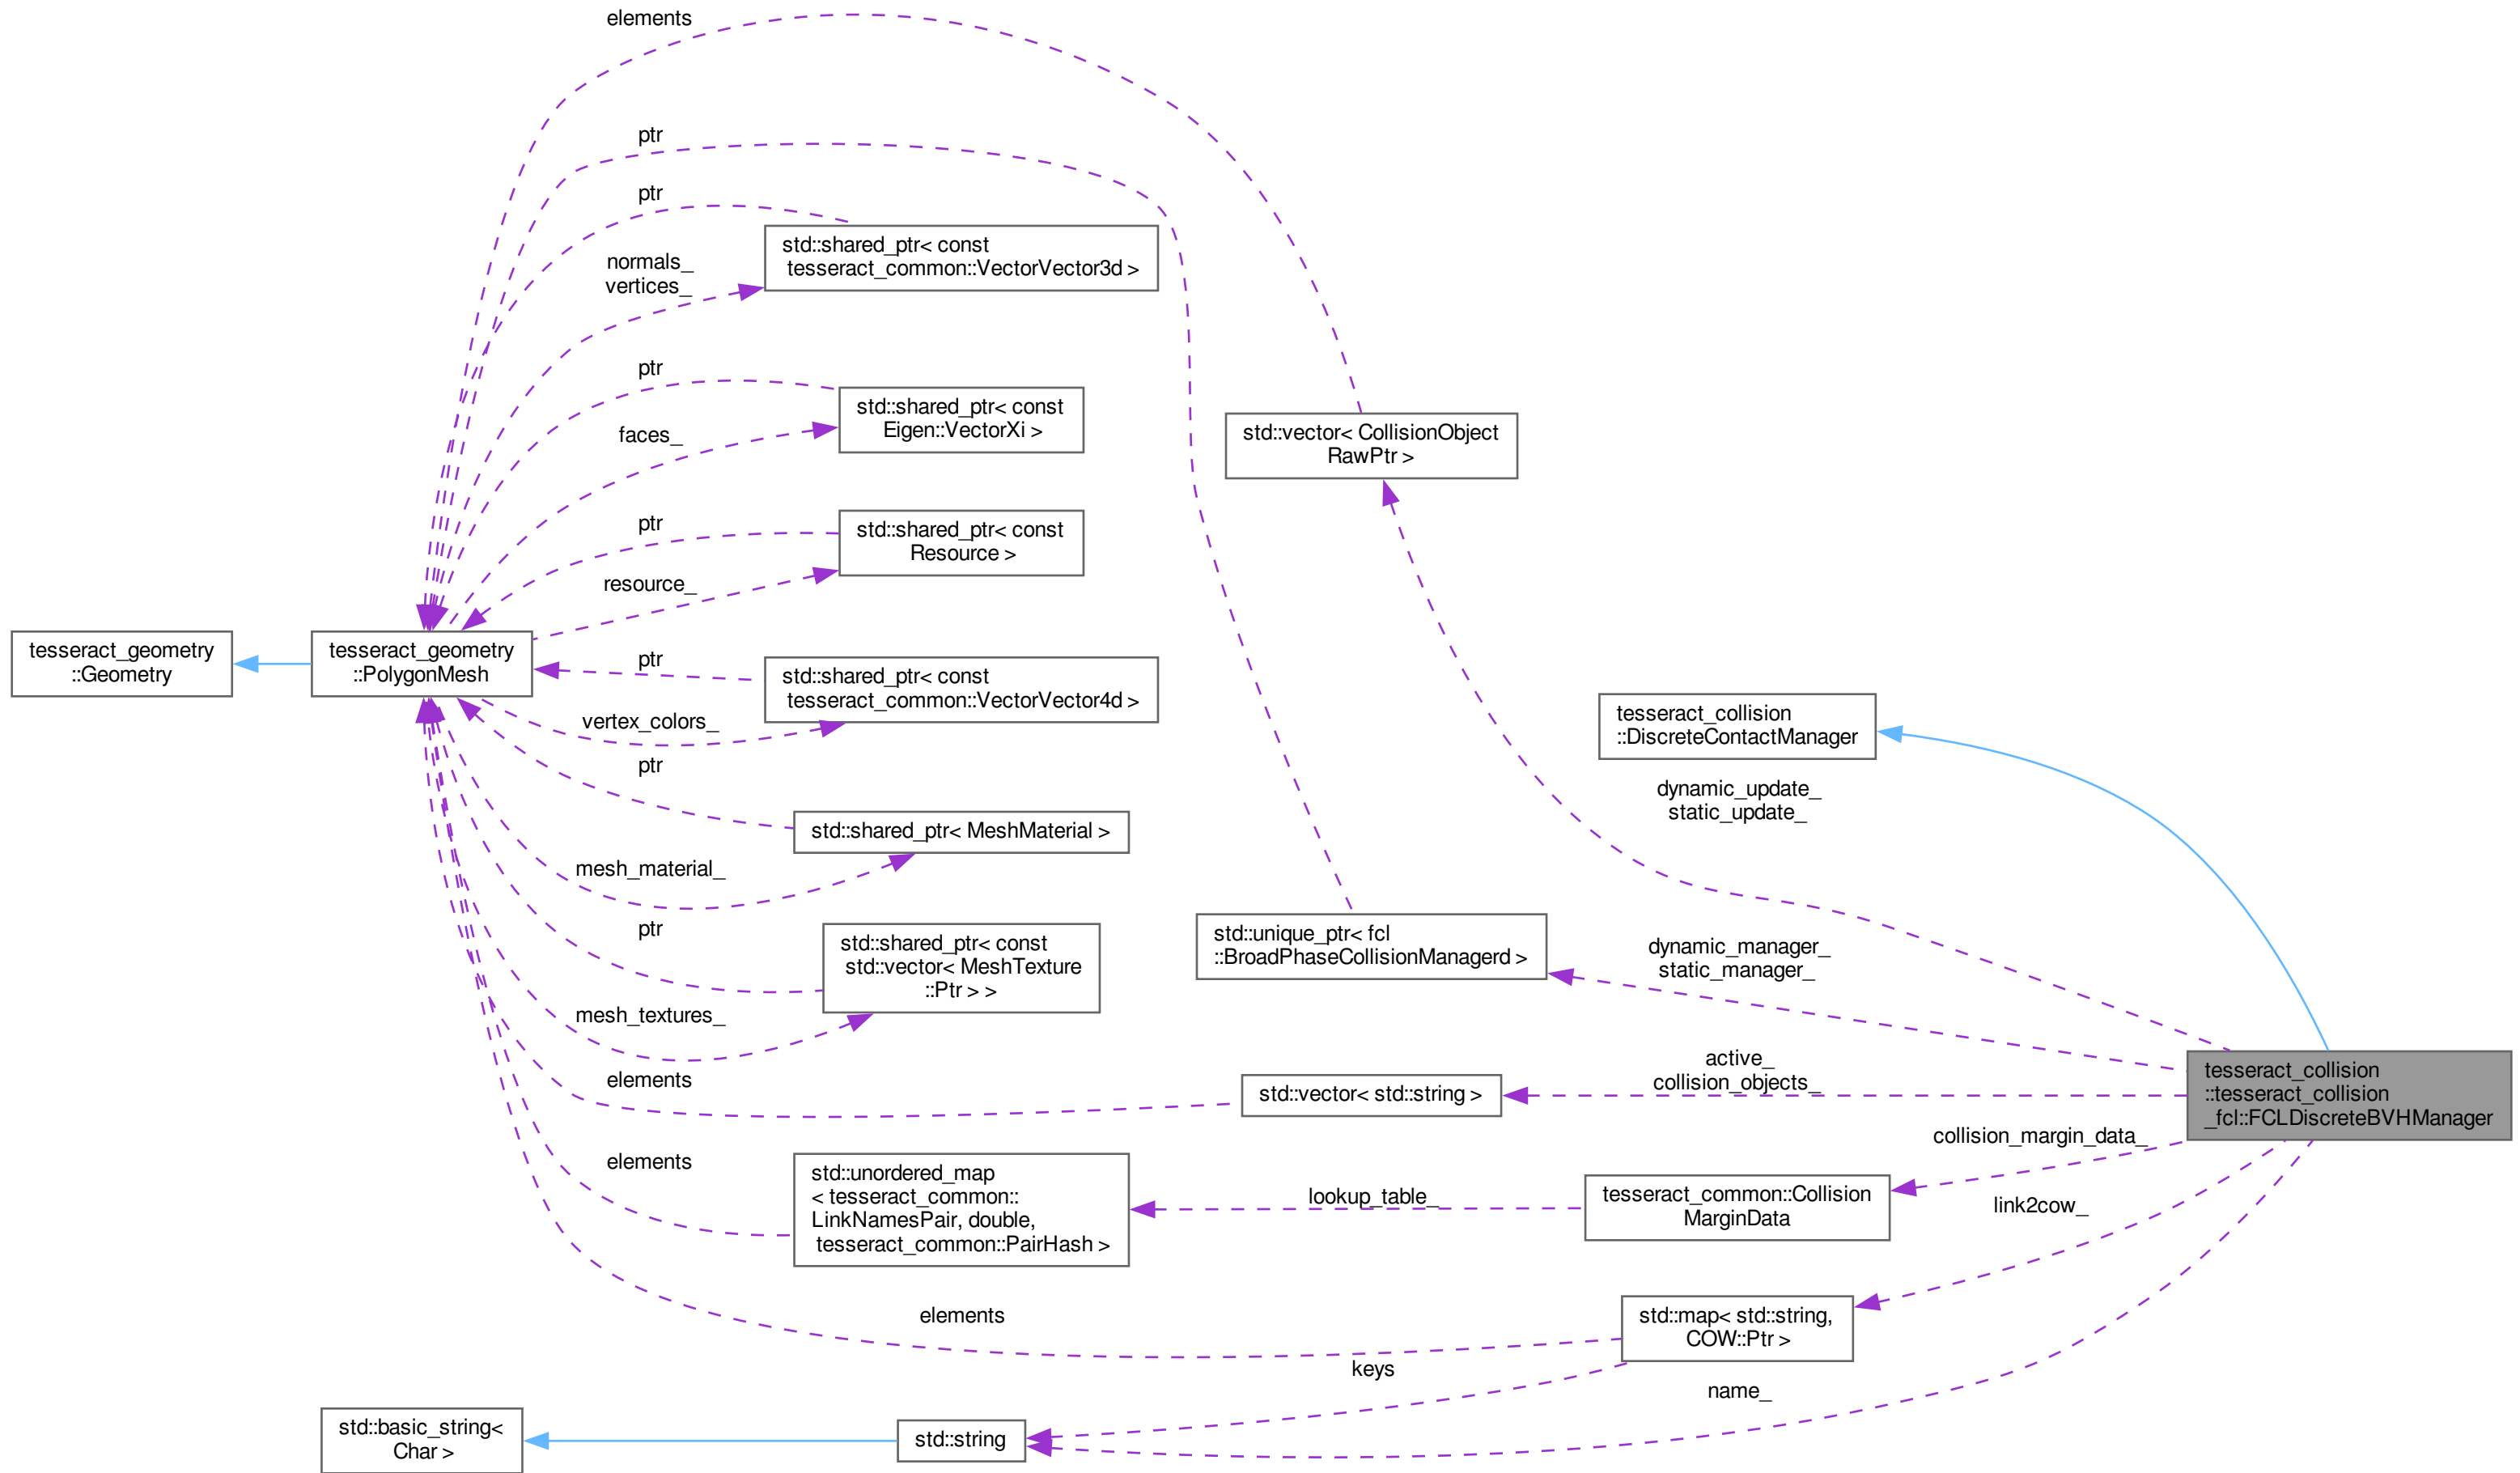 elements
ptr
ptr
std::shared_ptr< const
tesseract_common::VectorVector3d >
normals_
vertices_
ptr
std::shared_ptr< const
Eigen::VectorXi >
faces_
std::vector< CollisionObject
RawPtr >
ptr
std::shared_ptr< const
Resource >
resource_
tesseract_geometry
::Geometry
tesseract_geometry
::PolygonMesh
ptr
std::shared_ptr< const
tesseract_common::VectorVector4d >
vertex_colors_
tesseract_collision
::DiscreteContactManager
ptr
dynamic_update_
static_update_
std::shared_ptr< MeshMaterial >
mesh_material_
ptr
std::shared_ptr< const
std::vector< MeshTexture
::Ptr > >
std::unique_ptr< fcl
::BroadPhaseCollisionManagerd >
dynamic_manager_
static_manager_
mesh_textures_
elements
std::vector< std::string >
active_
collision_objects_
tesseract_collision
::tesseract_collision
_fcl::FCLDiscreteBVHManager
collision_margin_data_
elements
std::unordered_map
< tesseract_common::
LinkNamesPair, double,
tesseract_common::PairHash >
lookup_table_
tesseract_common::Collision
MarginData
link2cow_
elements
std::map< std::string,
COW::Ptr >
keys
name_
std::basic_string<
Char >
std::string